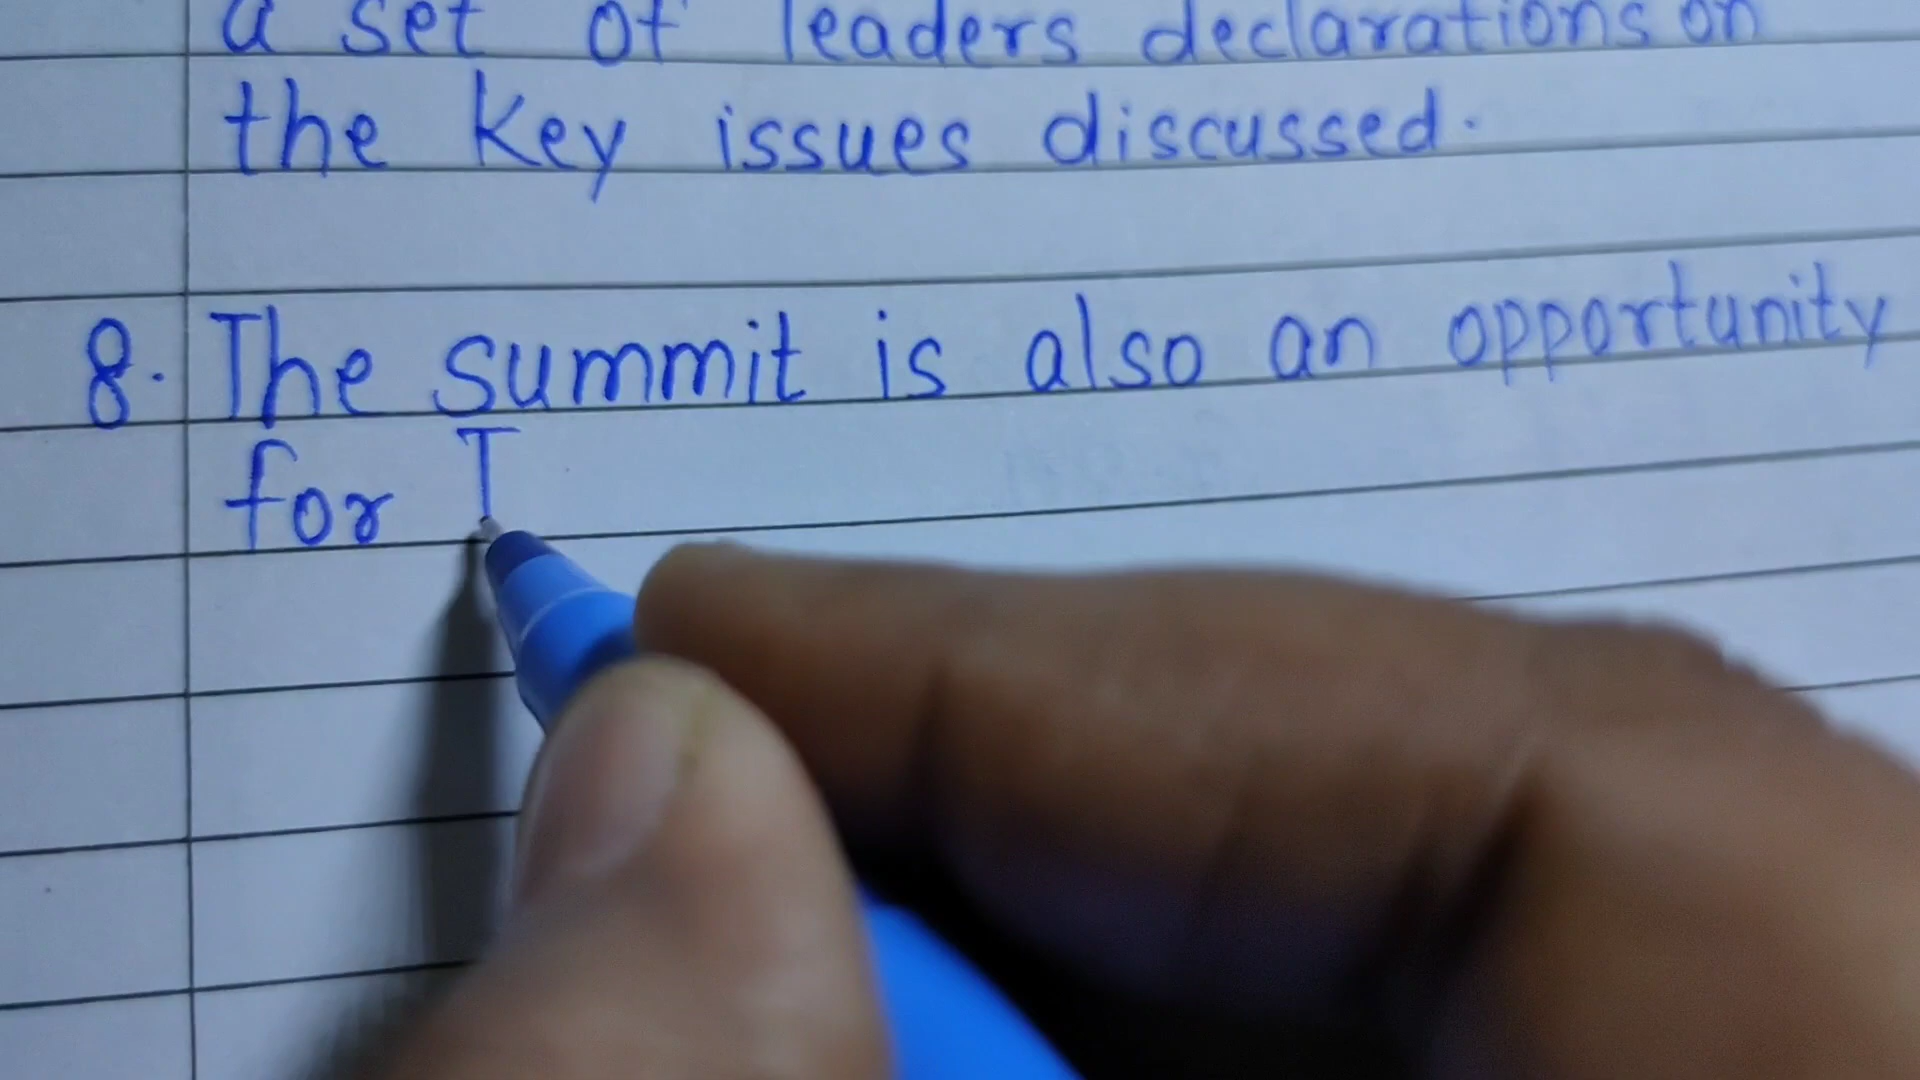 a set of leaders declarations on
the key issues discussed.
8. The summit is also an opportunity
for I